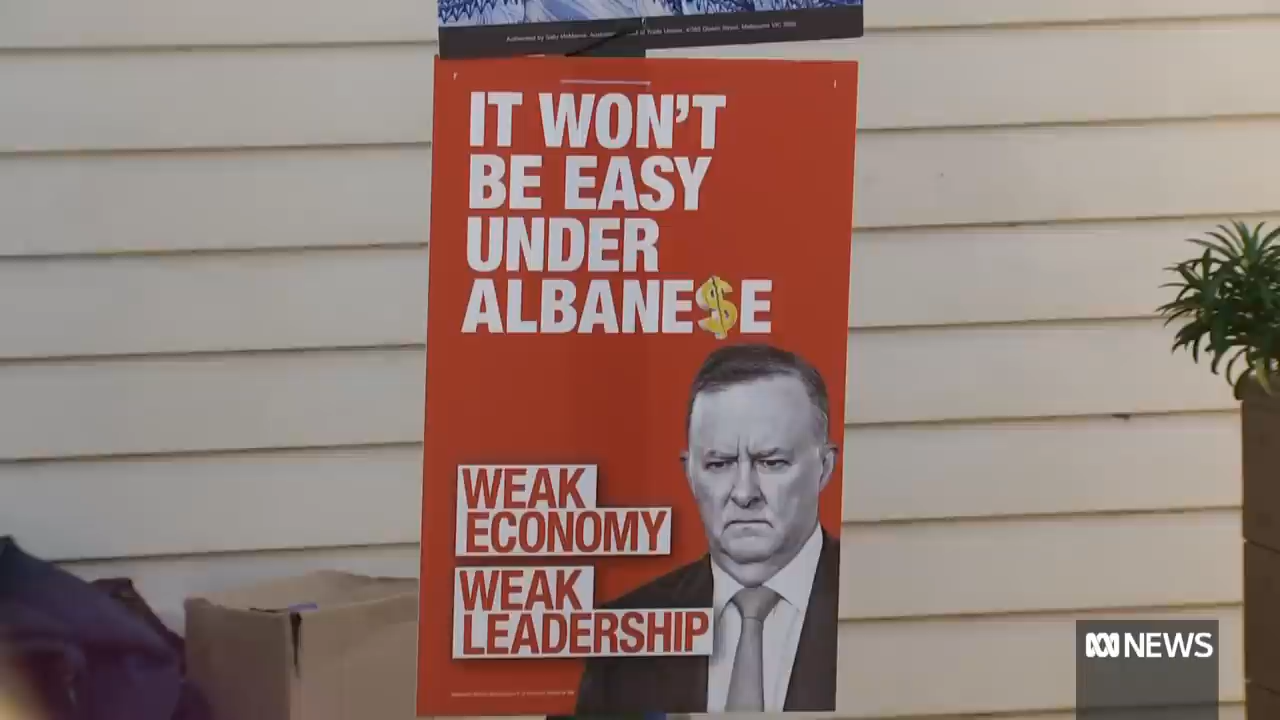 IT WON'T
BE EASY
UNDER
ALBANE$E
WEAK
ECONOMY
WEAK
LEADERSHIP
NEWS